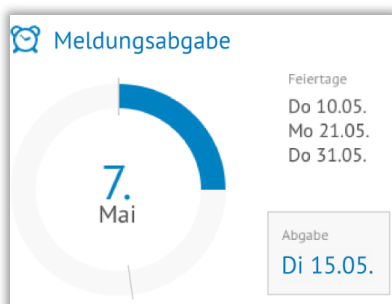 Meldungsabgabe
7.
Mai
Feiertage
Do 10.05.
Mo 21.05.
Do 31.05.
Abgabe
Di 15.05.